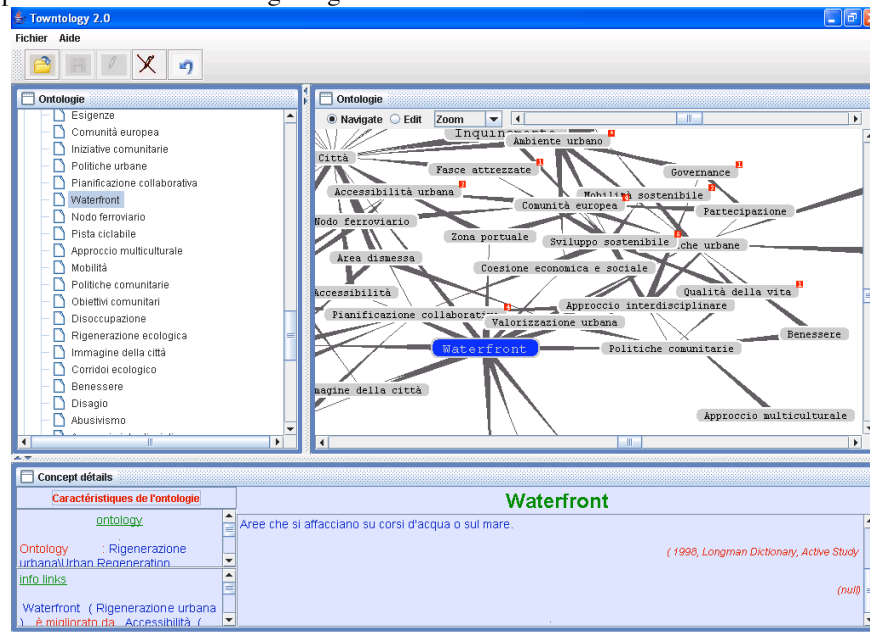 Towntology 2.0
Fichier Aide
Ontologie
Esigenze
Comunità europea
Iniziative comunitarie
Politiche urbane
Pianificazione collaborativa
Waterfront
Nodo ferroviario
Pista ciclabile
Approccio multiculturale
Mobilità
Politiche comunitarie
Obiettivi comunitari
Disoccupazione
Rigenerazione ecologica
Immagine della città
Corridoi ecologico
Benessere
Disagio
Abusivismo
Ontologie
Navigate Edit Zoom
Ambiente urbano
Città
Fasce attrezzate 1
Governance 1
Accessibilità urbana
Mobilità sostenibile
Comunità europea
Partecipazione
Nodo ferroviario
Zona portuale
Sviluppo sostenibile
che urbane
Area dismessa
Coesione economica e sociale
Accessibilità
Qualità della vita 1
Approccio interdisciplinare
Pianificazione collaborativa
Valorizzazione urbana
Benessere
Waterfront
Politiche comunitarie
magine della città
Approccio multiculturale
Concept détails
Caractéristiques de l'ontologie
ontology
Ontology : Rigenerazione
urbana\Urban Regeneration
info links
Waterfront ( Rigenerazione urbana
) è migliorato da Accessibilità (
Waterfront
Aree che si affacciano su corsi d'acqua o sul mare.
( 1998, Longman Dictionary, Active Study
(null)